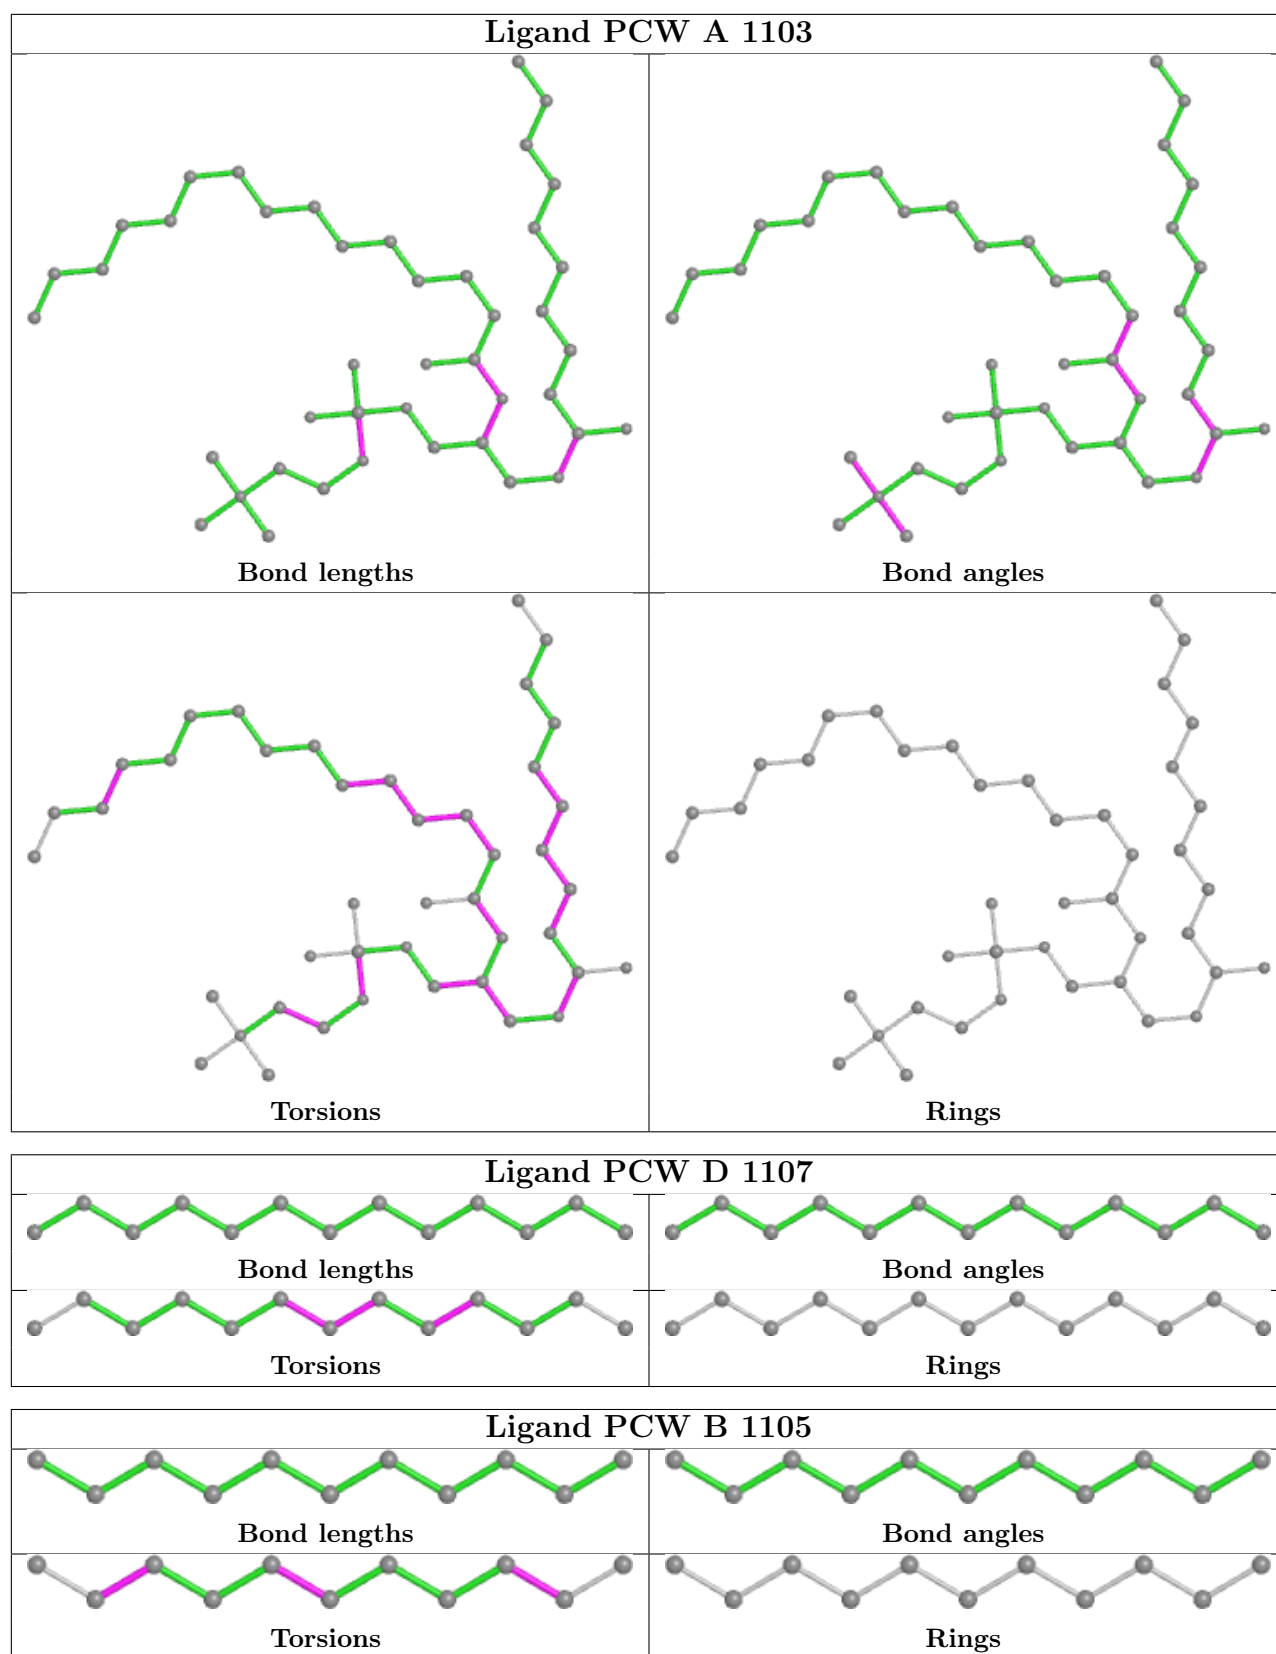 Ligand PCW A 1103
Bond lengths
Bond angles
Torsions
Rings
Ligand PCW D 1107
Bond lengths
Bond angles
Torsions
Rings
Ligand PCW B 1105
Bond lengths
Bond angles
Torsions
Rings